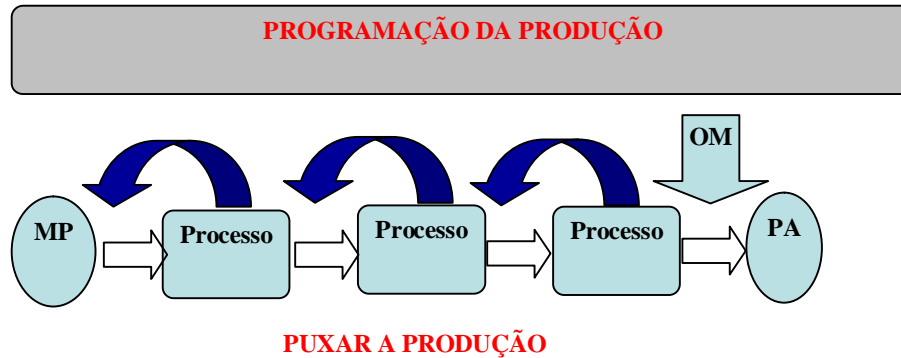 PROGRAMAÇÃO DA PRODUÇÃO
OM
MP
Processo
Processo
Processo
PA
PUXAR A PRODUÇÃO